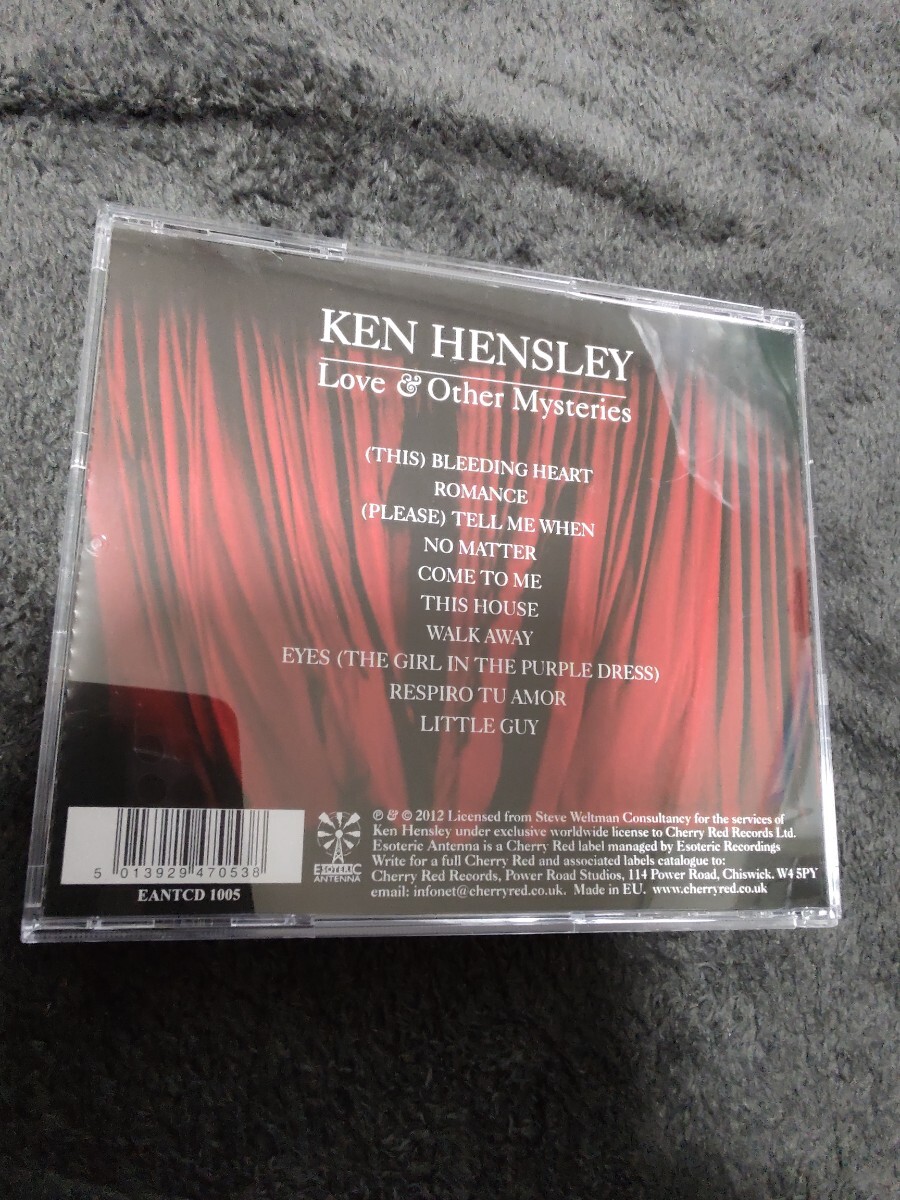 KEN HENSLEY
Love & Other Mysteries
(THIS) BLEEDING HEART
ROMANCE
(PLEASE) TELL ME WHEN
NO MATTER
COME TO ME
THIS HOUSE
WALK AWAY
EYES (THE GIRL IN THE PURPLE DRESS)
RESPIRO TU AMOR
LITTLE GUY
5 013929 470538
EANTCD 1005
ESOTERIC
ANTENNA
℗ & © 2012 Licensed from Steve Weltman Consultancy for the services of
Ken Hensley under exclusive worldwide license to Cherry Red Records Ltd.
Esoteric Antenna is a Cherry Red label managed by Esoteric Recordings
Write for a full Cherry Red and associated labels catalogue to:
Cherry Red Records, Power Road Studios, 114 Power Road, Chiswick. W4 5PY
email: infonet@cherryred.co.uk. Made in EU. www.cherryred.co.uk